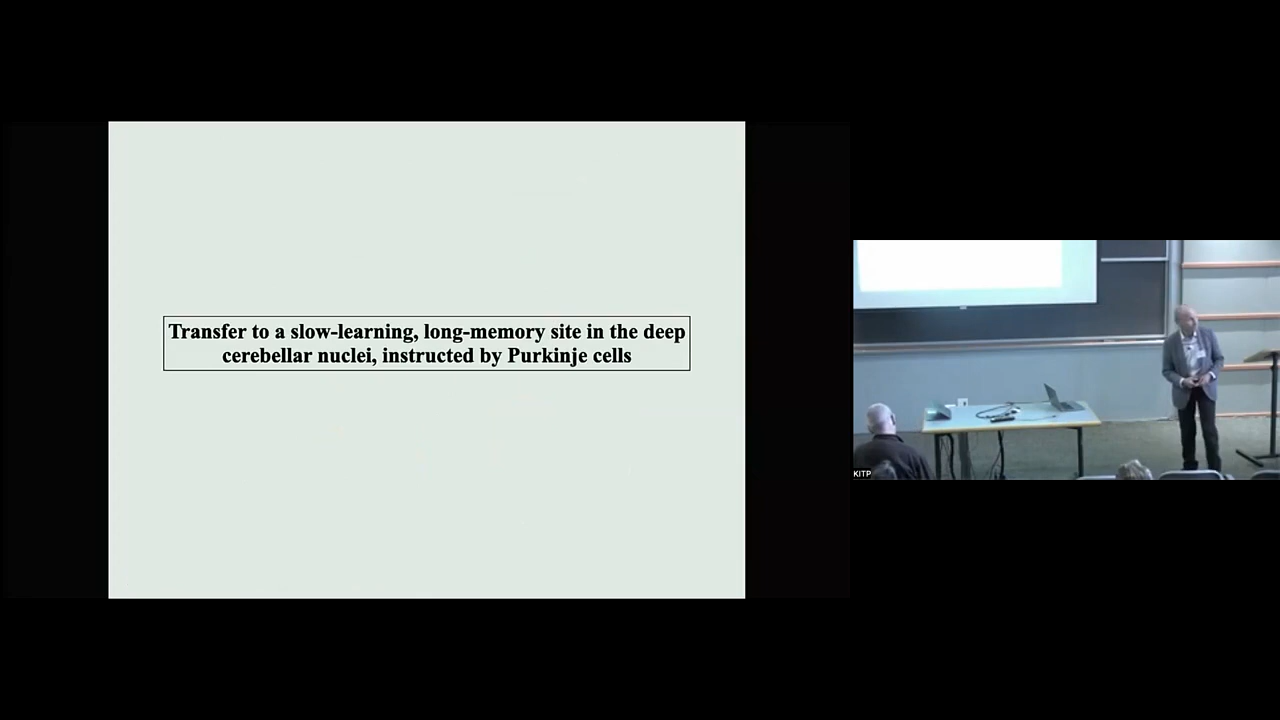 Transfer to a slow-learning, long-memory site in the deep
cerebellar nuclei, instructed by Purkinje cells
KITP